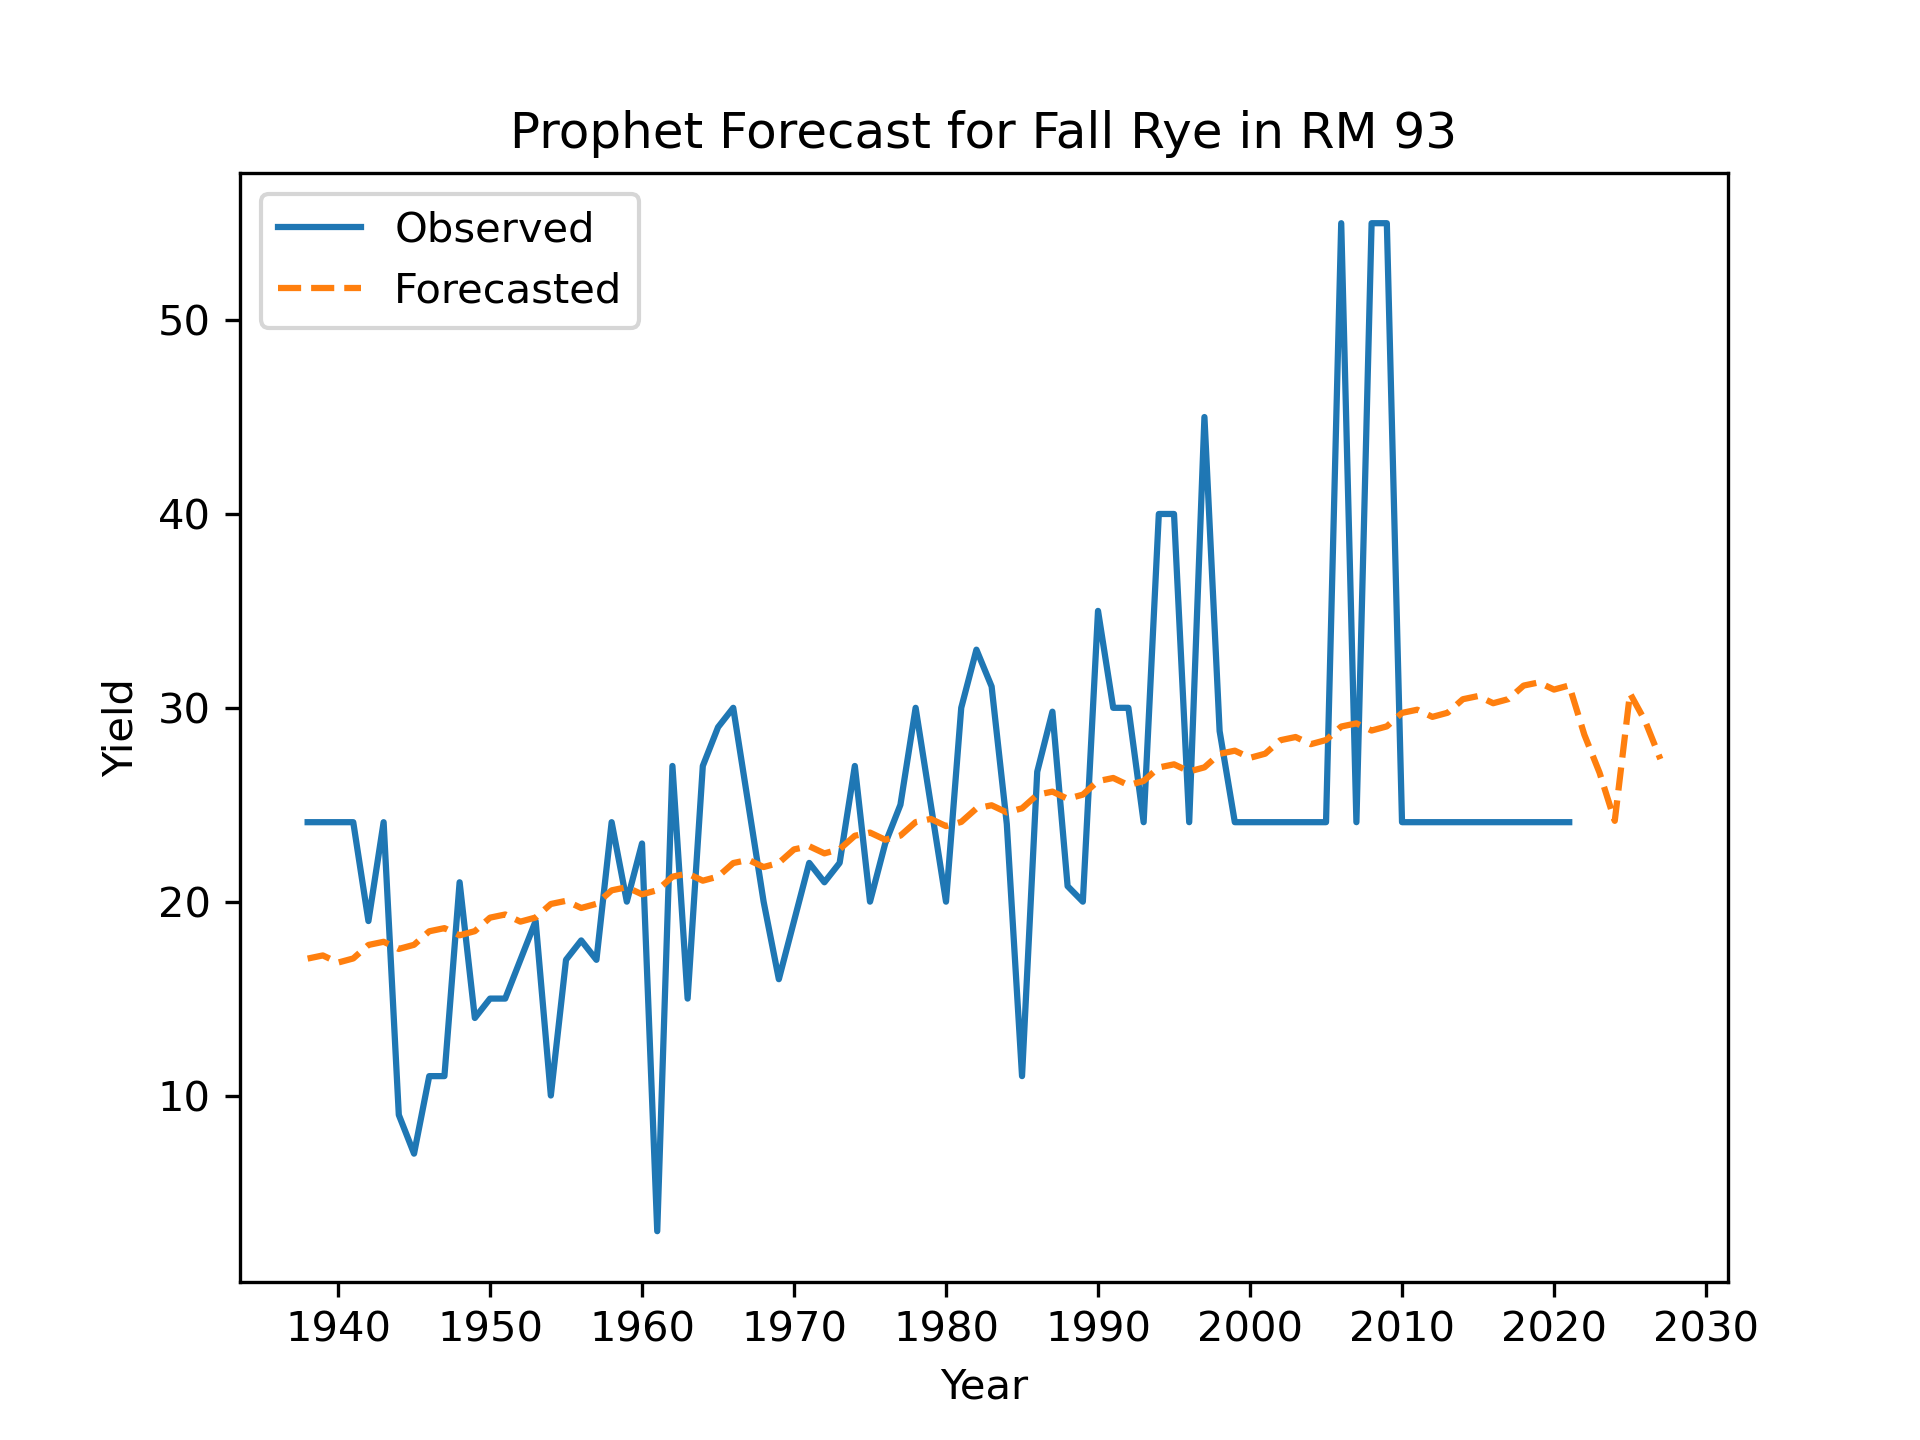 Prophet Forecast for Fall Rye in RM 93
Observed
Forecasted
50
40
30
20
10
Yield
1940 1950 1960 1970 1980 1990 2000 2010 2020 2030
Year